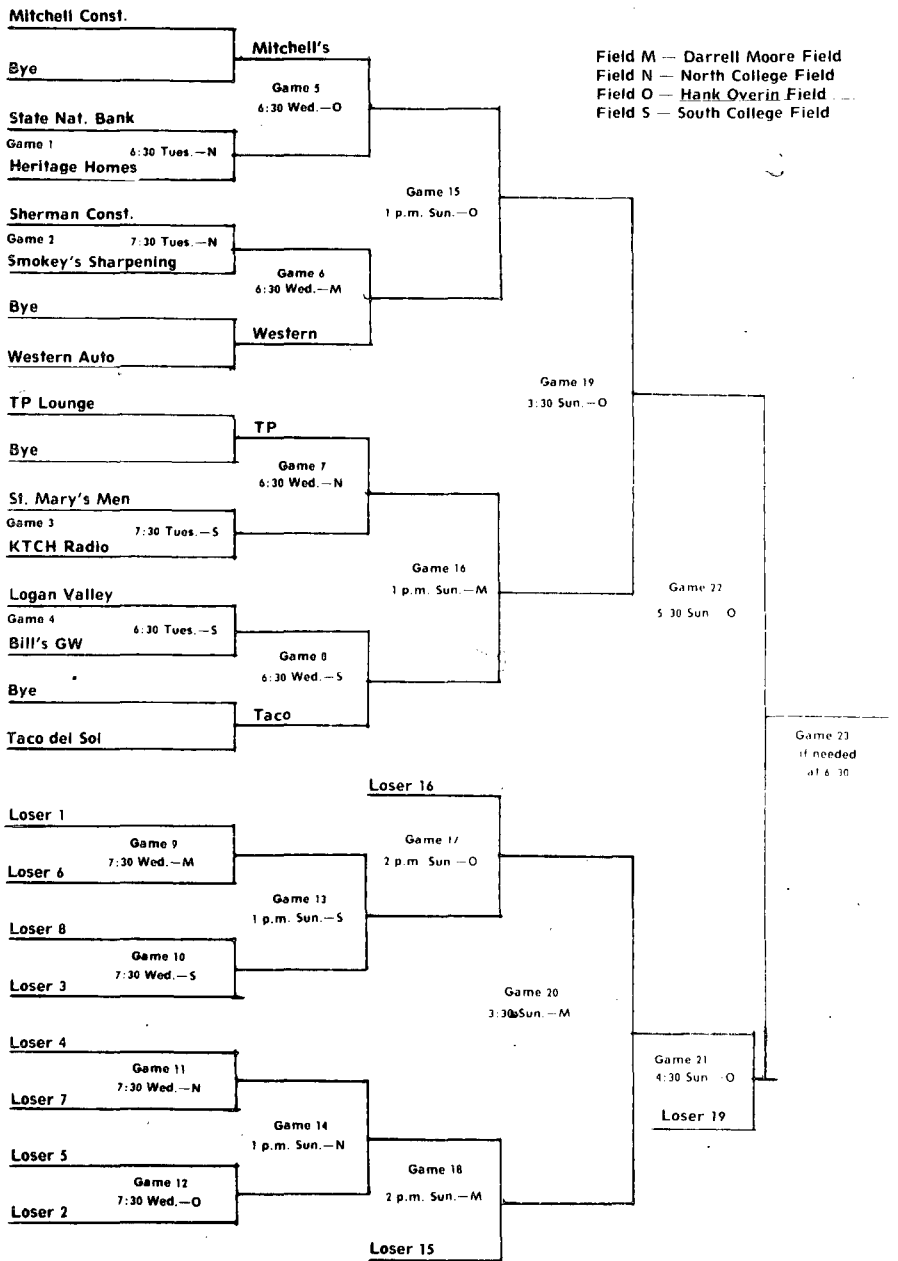 Mitchell Const.
Mitchell's
Bye
Game 5
6:30 Wed.—O
State Nat. Bank
Game 1 6:30 Tues.—N
Heritage Homes
Field M — Darrell Moore Field
Field N — North College Field
Field O — Hank Overin Field
Field S — South College Field
Game 15
1 p.m. Sun.—O
Sherman Const.
Game 2 7:30 Tues.—N
Smokey's Sharpening
Game 6
6:30 Wed.—M
Bye
Western
Western Auto
Game 19
3:30 Sun.—O
TP Lounge
TP
Bye
Game 7
6:30 Wed.—N
St. Mary's Men
Game 3 7:30 Tues.—S
KTCH Radio
Game 16
1 p.m. Sun.—M
Game 22
5 30 Sun O
Logan Valley
Game 4 6:30 Tues.—S
Bill's GW
Game 8
6:30 Wed.—S
Bye
Taco
Taco del Sol
Game 23
if needed
at 6 30
Loser 16
Loser 1
Game 9
7:30 Wed.—M
Loser 6
Game 17
2 p.m Sun —O
Game 13
1 p.m. Sun.—S
Loser 8
Game 10
7:30 Wed.—S
Loser 3
Game 20
3:30 Sun.—M
Loser 4
Game 11
7:30 Wed.—N
Loser 7
Game 21
4:30 Sun -O
Loser 19
Game 14
1 p.m. Sun.—N
Loser 5
Game 12
7:30 Wed.—O
Loser 2
Game 18
2 p.m. Sun.—M
Loser 15